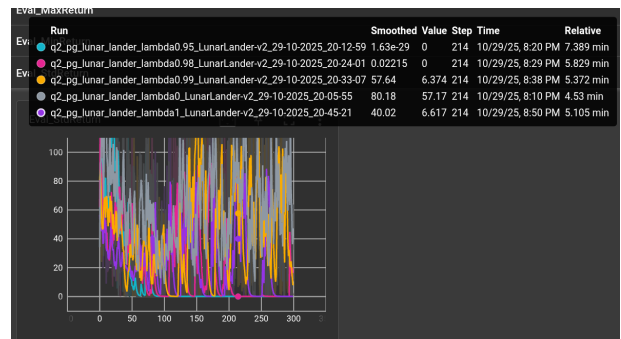 Eval_MaxReturn
Run Smoothed Value Step Time Relative
q2_pg_lunar_lander_lambda0.95_LunarLander-v2_29-10-2025_20-12-59 1.63e-29 0 214 10/29/25, 8:20 PM 7.389 min
q2_pg_lunar_lander_lambda0.98_LunarLander-v2_29-10-2025_20-24-01 0.02215 0 214 10/29/25, 8:29 PM 5.829 min
q2_pg_lunar_lander_lambda0.99_LunarLander-v2_29-10-2025_20-33-07 57.64 6.374 214 10/29/25, 8:38 PM 5.372 min
q2_pg_lunar_lander_lambda0_LunarLander-v2_29-10-2025_20-05-55 80.18 57.17 214 10/29/25, 8:10 PM 4.53 min
q2_pg_lunar_lander_lambda1_LunarLander-v2_29-10-2025_20-45-21 40.02 6.617 214 10/29/25, 8:50 PM 5.105 min
100
80
60
40
20
0
0 0 50 100 150 200 250 300 3